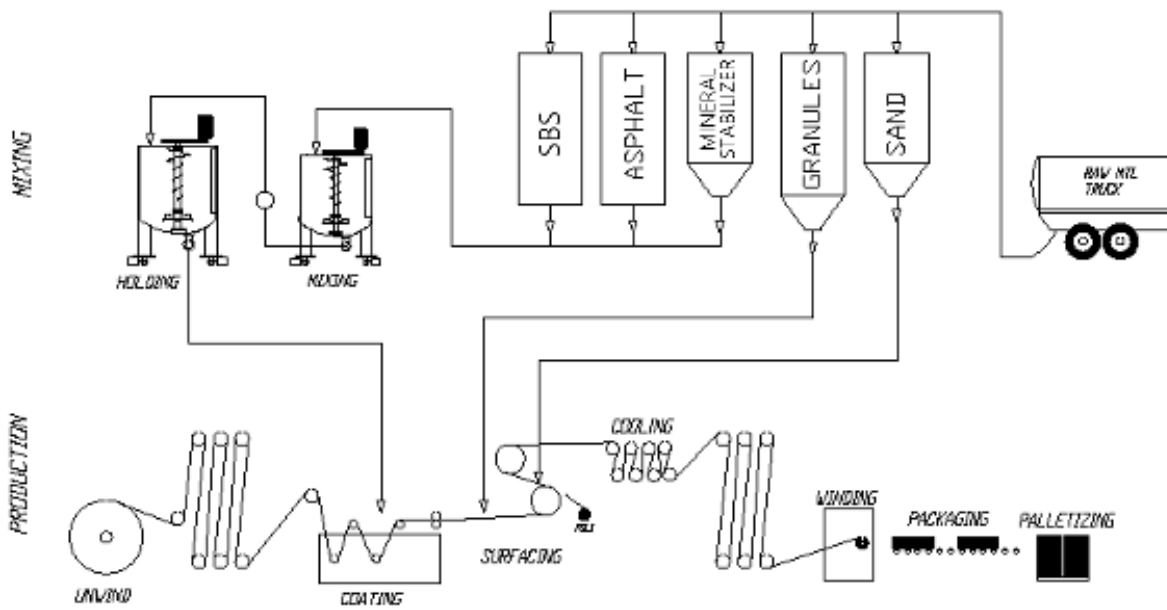 MIXING
SBS
ASPHALT
MINERAL
STABILIZER
GRANULES
SAND
RAW MTL
TRUCK
HOLDING
MIXING
PRODUCTION
COOLING
WINDING
PACKAGING
PALLETIZING
SURFACING
UNWIND
COATING